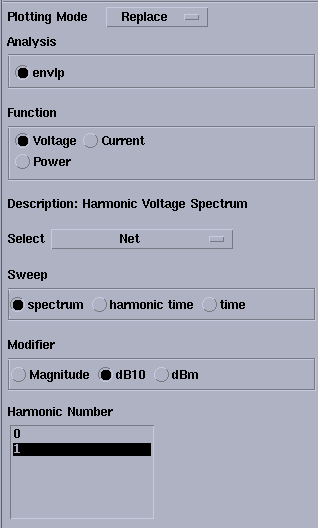 Plotting Mode Replace
Analysis
envlp
Function
Voltage Current
Power
Description: Harmonic Voltage Spectrum
Select Net
Sweep
spectrum harmonic time time
Modifier
Magnitude dB10 dBm
Harmonic Number
0
1